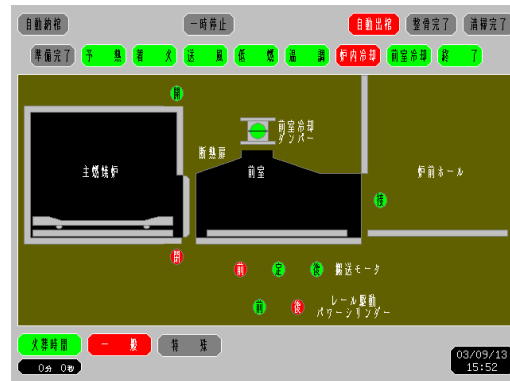 自動納棺 一時停止 自動出棺 整骨完了 清掃完了
準備完了 予熱 着火 送風 低燃 温調 炉内冷却 前室冷却 終了
開
前室冷却
ダンパー
断熱扉
主燃焼炉 前室 炉前ホール
接
閉
前 定 後 搬送モータ
前 後 レール駆動
パワーシリンダー
火葬時間 一般 特殊
0分 0秒
03/09/13
15:52